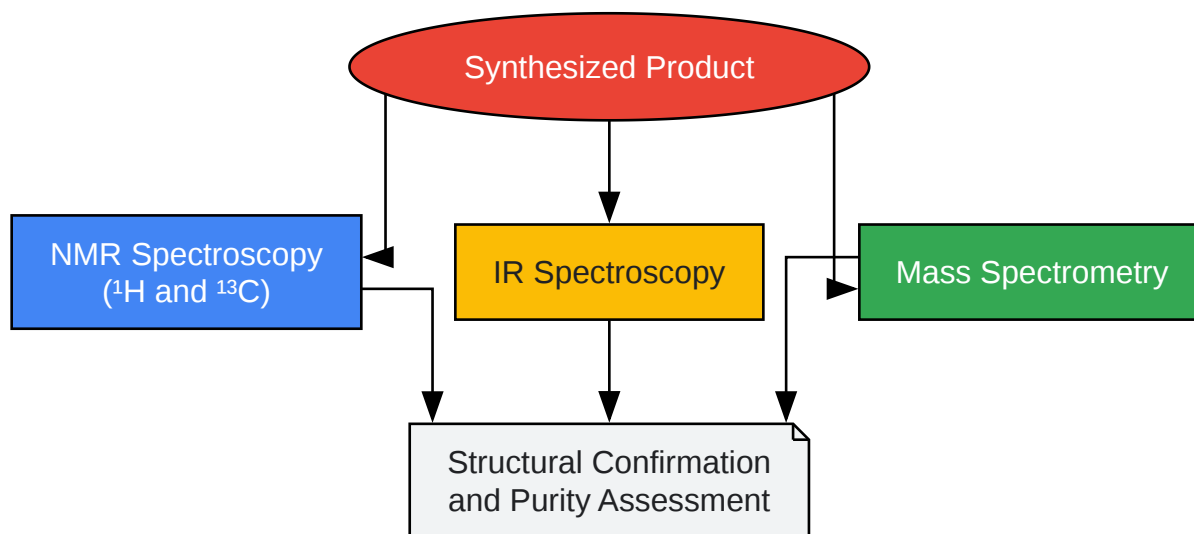 Synthesized Product
NMR Spectroscopy
(¹H and ¹³C)
IR Spectroscopy
Mass Spectrometry
Structural Confirmation
and Purity Assessment